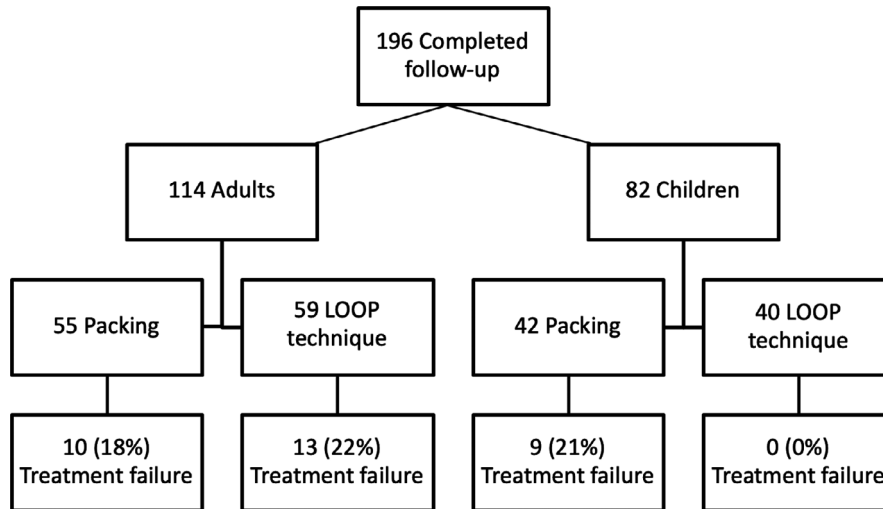 196 Completed
follow-up
114 Adults
82 Children
55 Packing
59 LOOP
technique
42 Packing
40 LOOP
technique
10 (18%)
Treatment failure
13 (22%)
Treatment failure
9 (21%)
Treatment failure
0 (0%)
Treatment failure